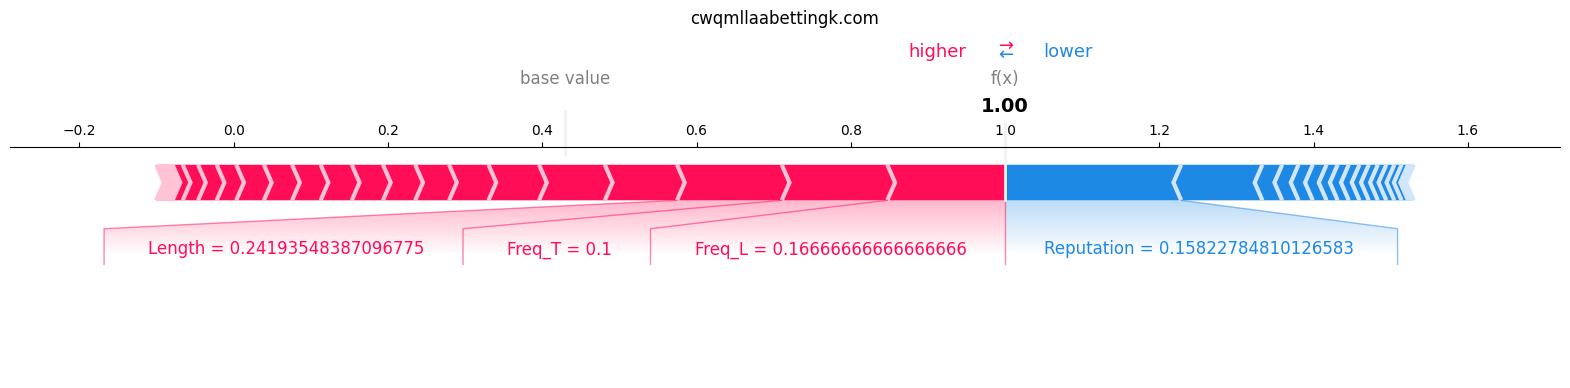 cwqmllaabettingk.com
higher → ← lower
base value f(x)
1.00
−0.2 0.0 0.2 0.4 0.6 0.8 1.0 1.2 1.4 1.6
Length = 0.24193548387096775 Freq_T = 0.1 Freq_L = 0.16666666666666666 Reputation = 0.15822784810126583